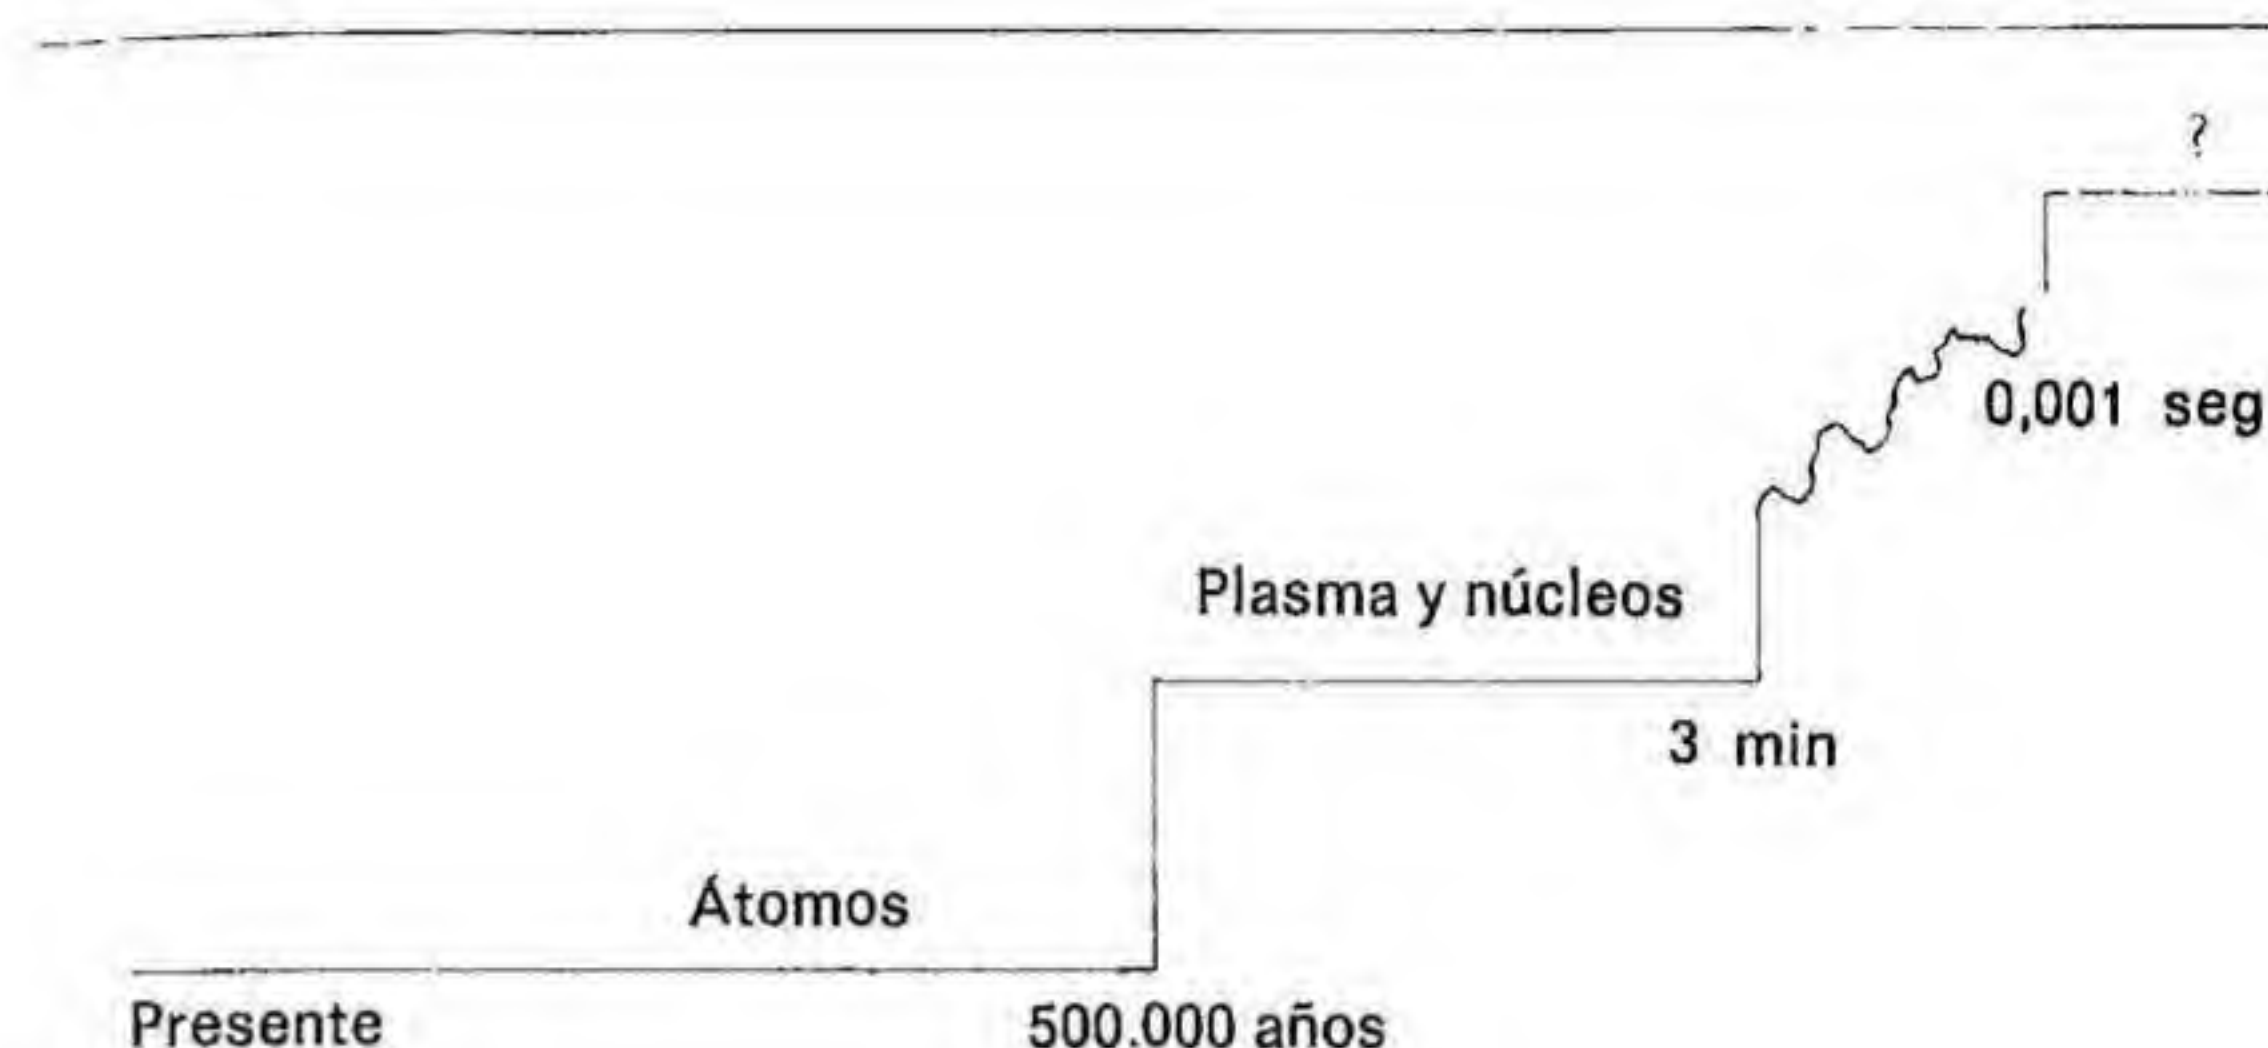 ?
0,001 seg
Plasma y núcleos
3 min
Átomos
Presente
500.000 años